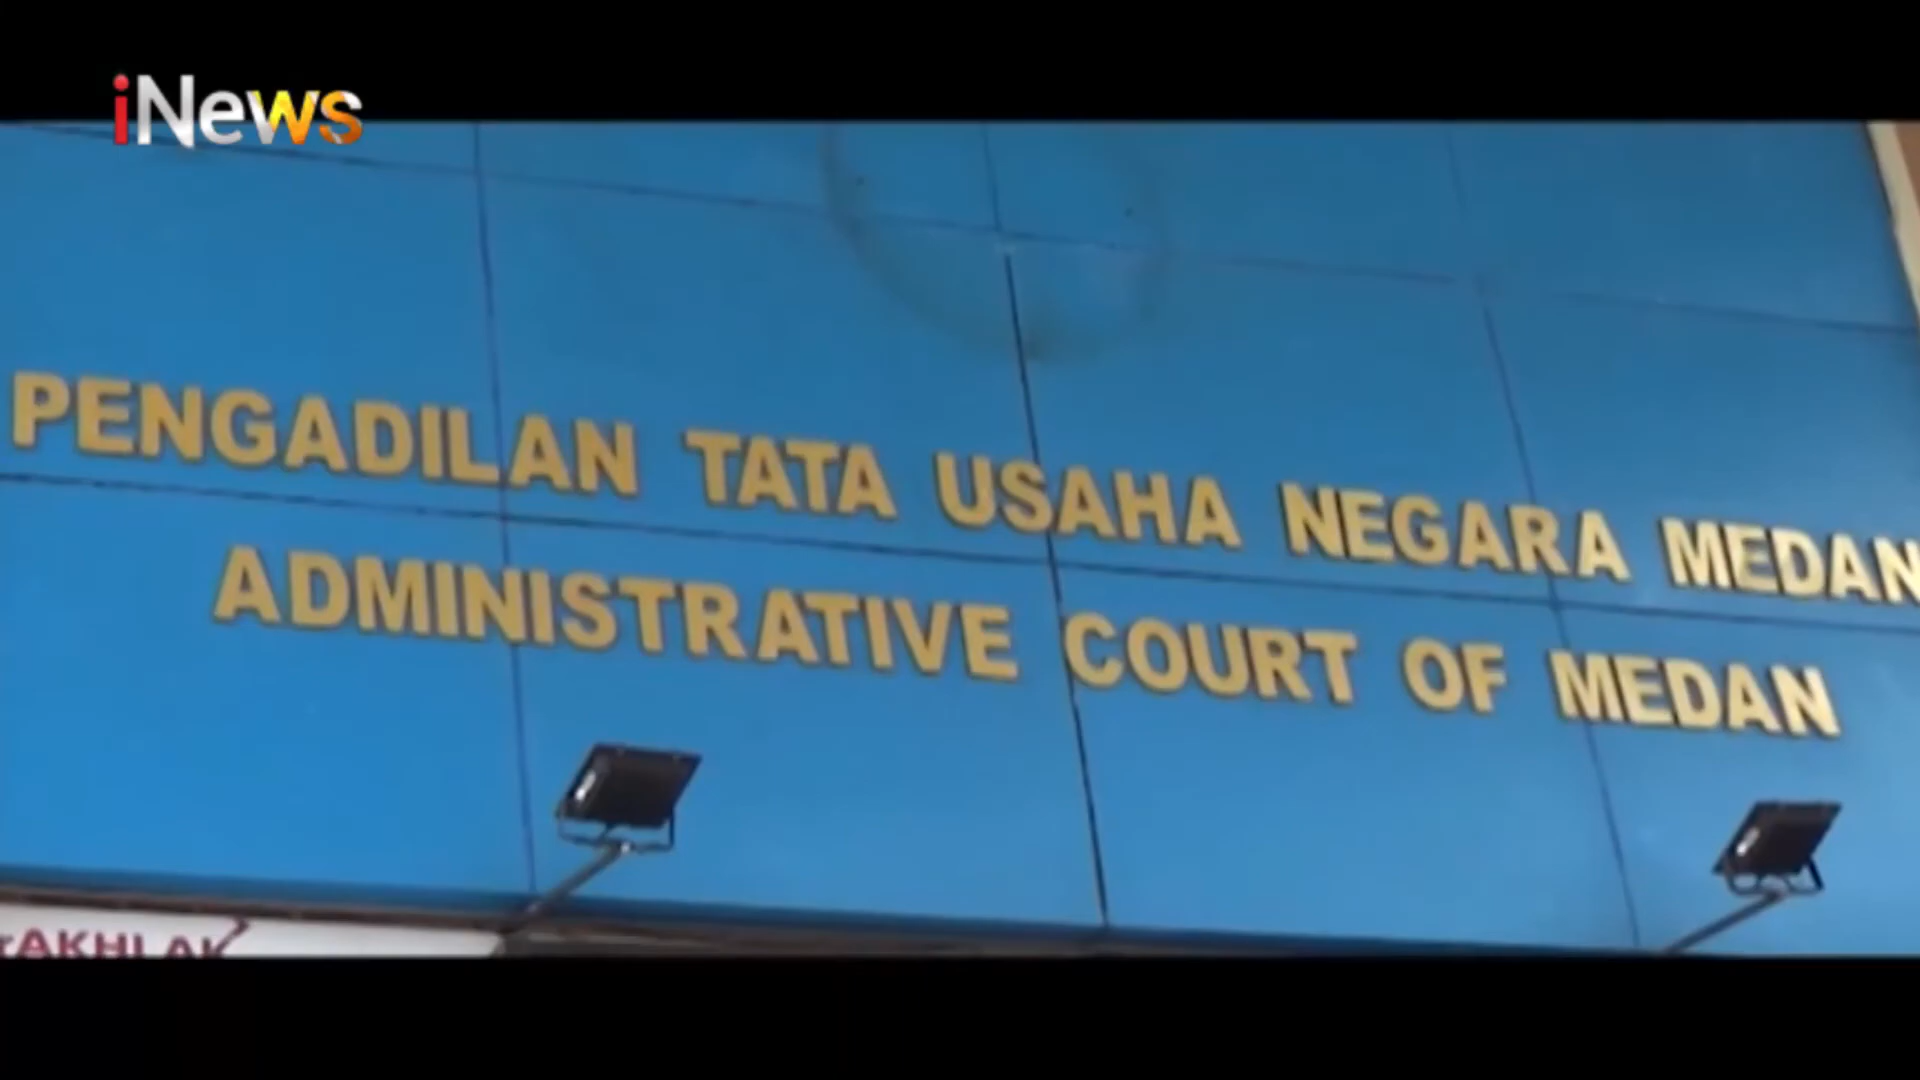 iNews
PENGADILAN TATA USAHA NEGARA MEDAN
ADMINISTRATIVE COURT OF MEDAN